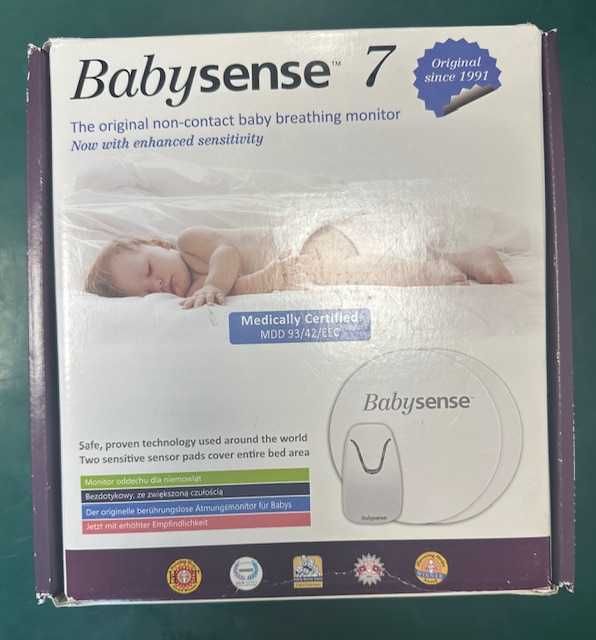 Babysense™ 7
Original
since 1991
The original non-contact baby breathing monitor
Now with enhanced sensitivity
Medically Certified
MDD 93/42/EEC
Babysense
Safe, proven technology used around the world
Two sensitive sensor pads cover entire bed area
Monitor oddechu dla niemowląt
Bezdotykowy, ze zwiększoną czułością
Der originelle berührungslose Atmungsmonitor für Babys
Jetzt mit erhöhter Empfindlichkeit
Babysense
WINNER